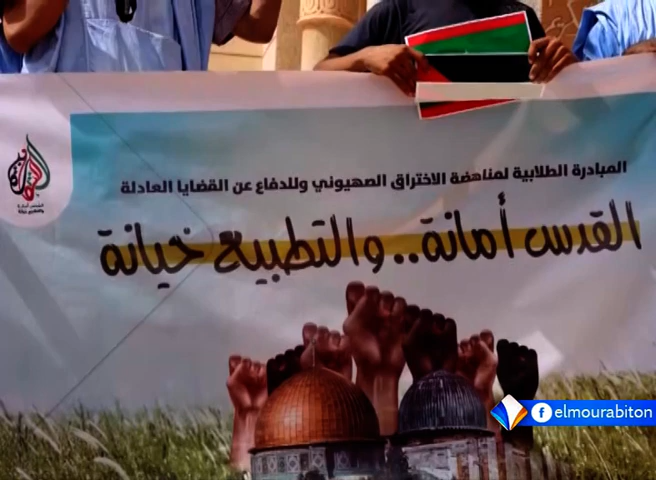 المبادرة الطلابية لمناهضة الاختراق الصهيوني وللدفاع عن القضايا العادلة
القدس أمانة.. والتطبيع خيانة
elmourabiton